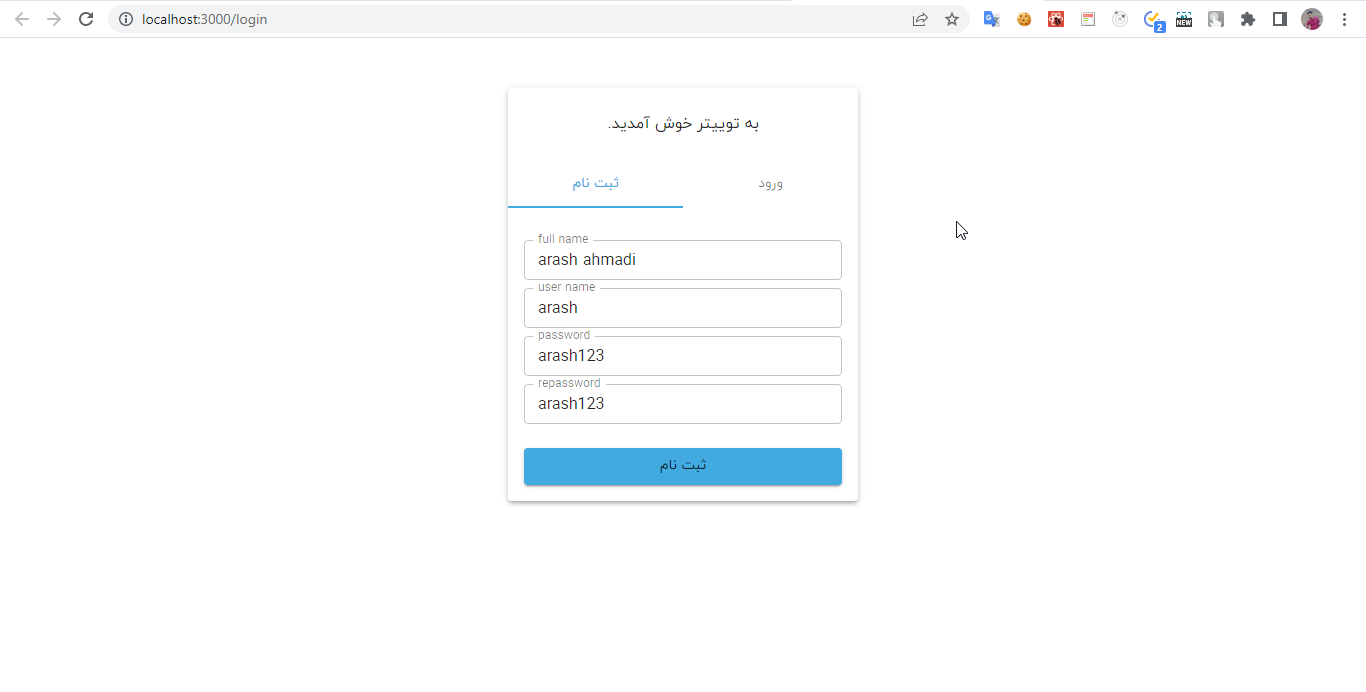 localhost:3000/login
2
NEW
به توییتر خوش آمدید.
ورود
ثبت نام
full name
arash ahmadi
user name
arash
password
arash123
repassword
arash123
ثبت نام